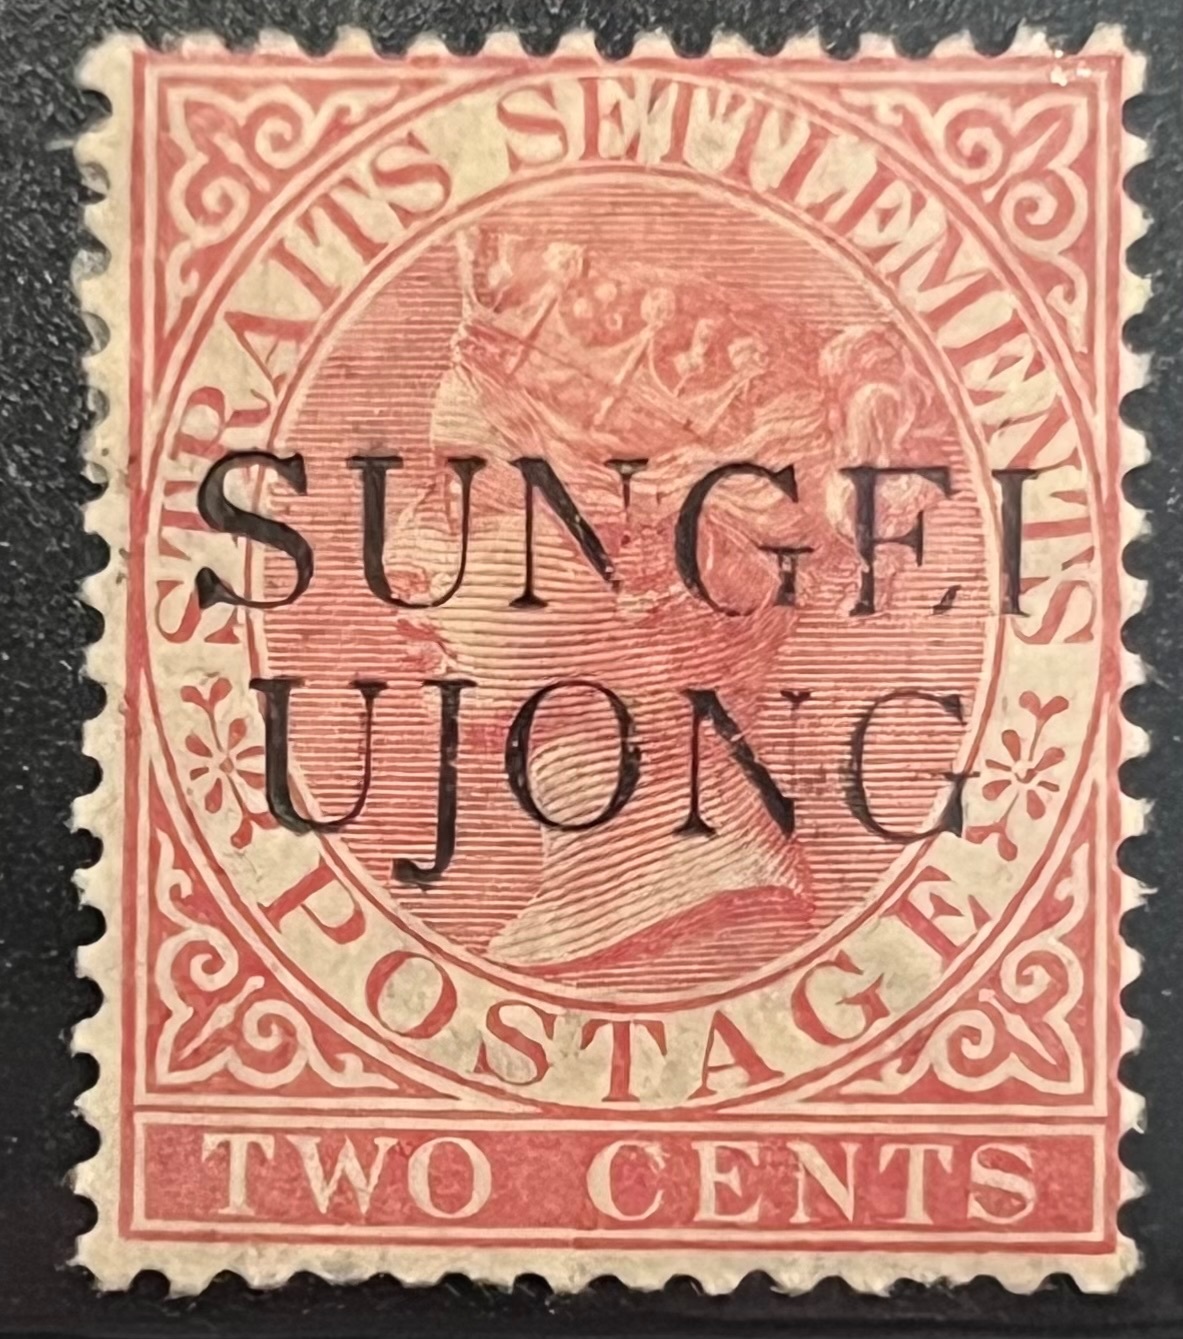 STRAITS SETTLEMENTS
SUNGEI
UJONG
POSTAGE
TWO CENTS